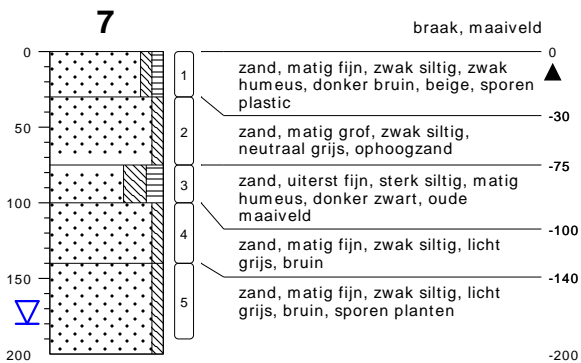 7
braak, maaiveld
0
0
1
zand, matig fijn, zwak siltig, zwak
humeus, donker bruin, beige, sporen
plastic
-30
50
2
zand, matig grof, zwak siltig,
neutraal grijs, ophoogzand
-75
3
zand, uiterst fijn, sterk siltig, matig
humeus, donker zwart, oude
maaiveld
100
-100
4
zand, matig fijn, zwak siltig, licht
grijs, bruin
-140
150
5
zand, matig fijn, zwak siltig, licht
grijs, bruin, sporen planten
200
-200